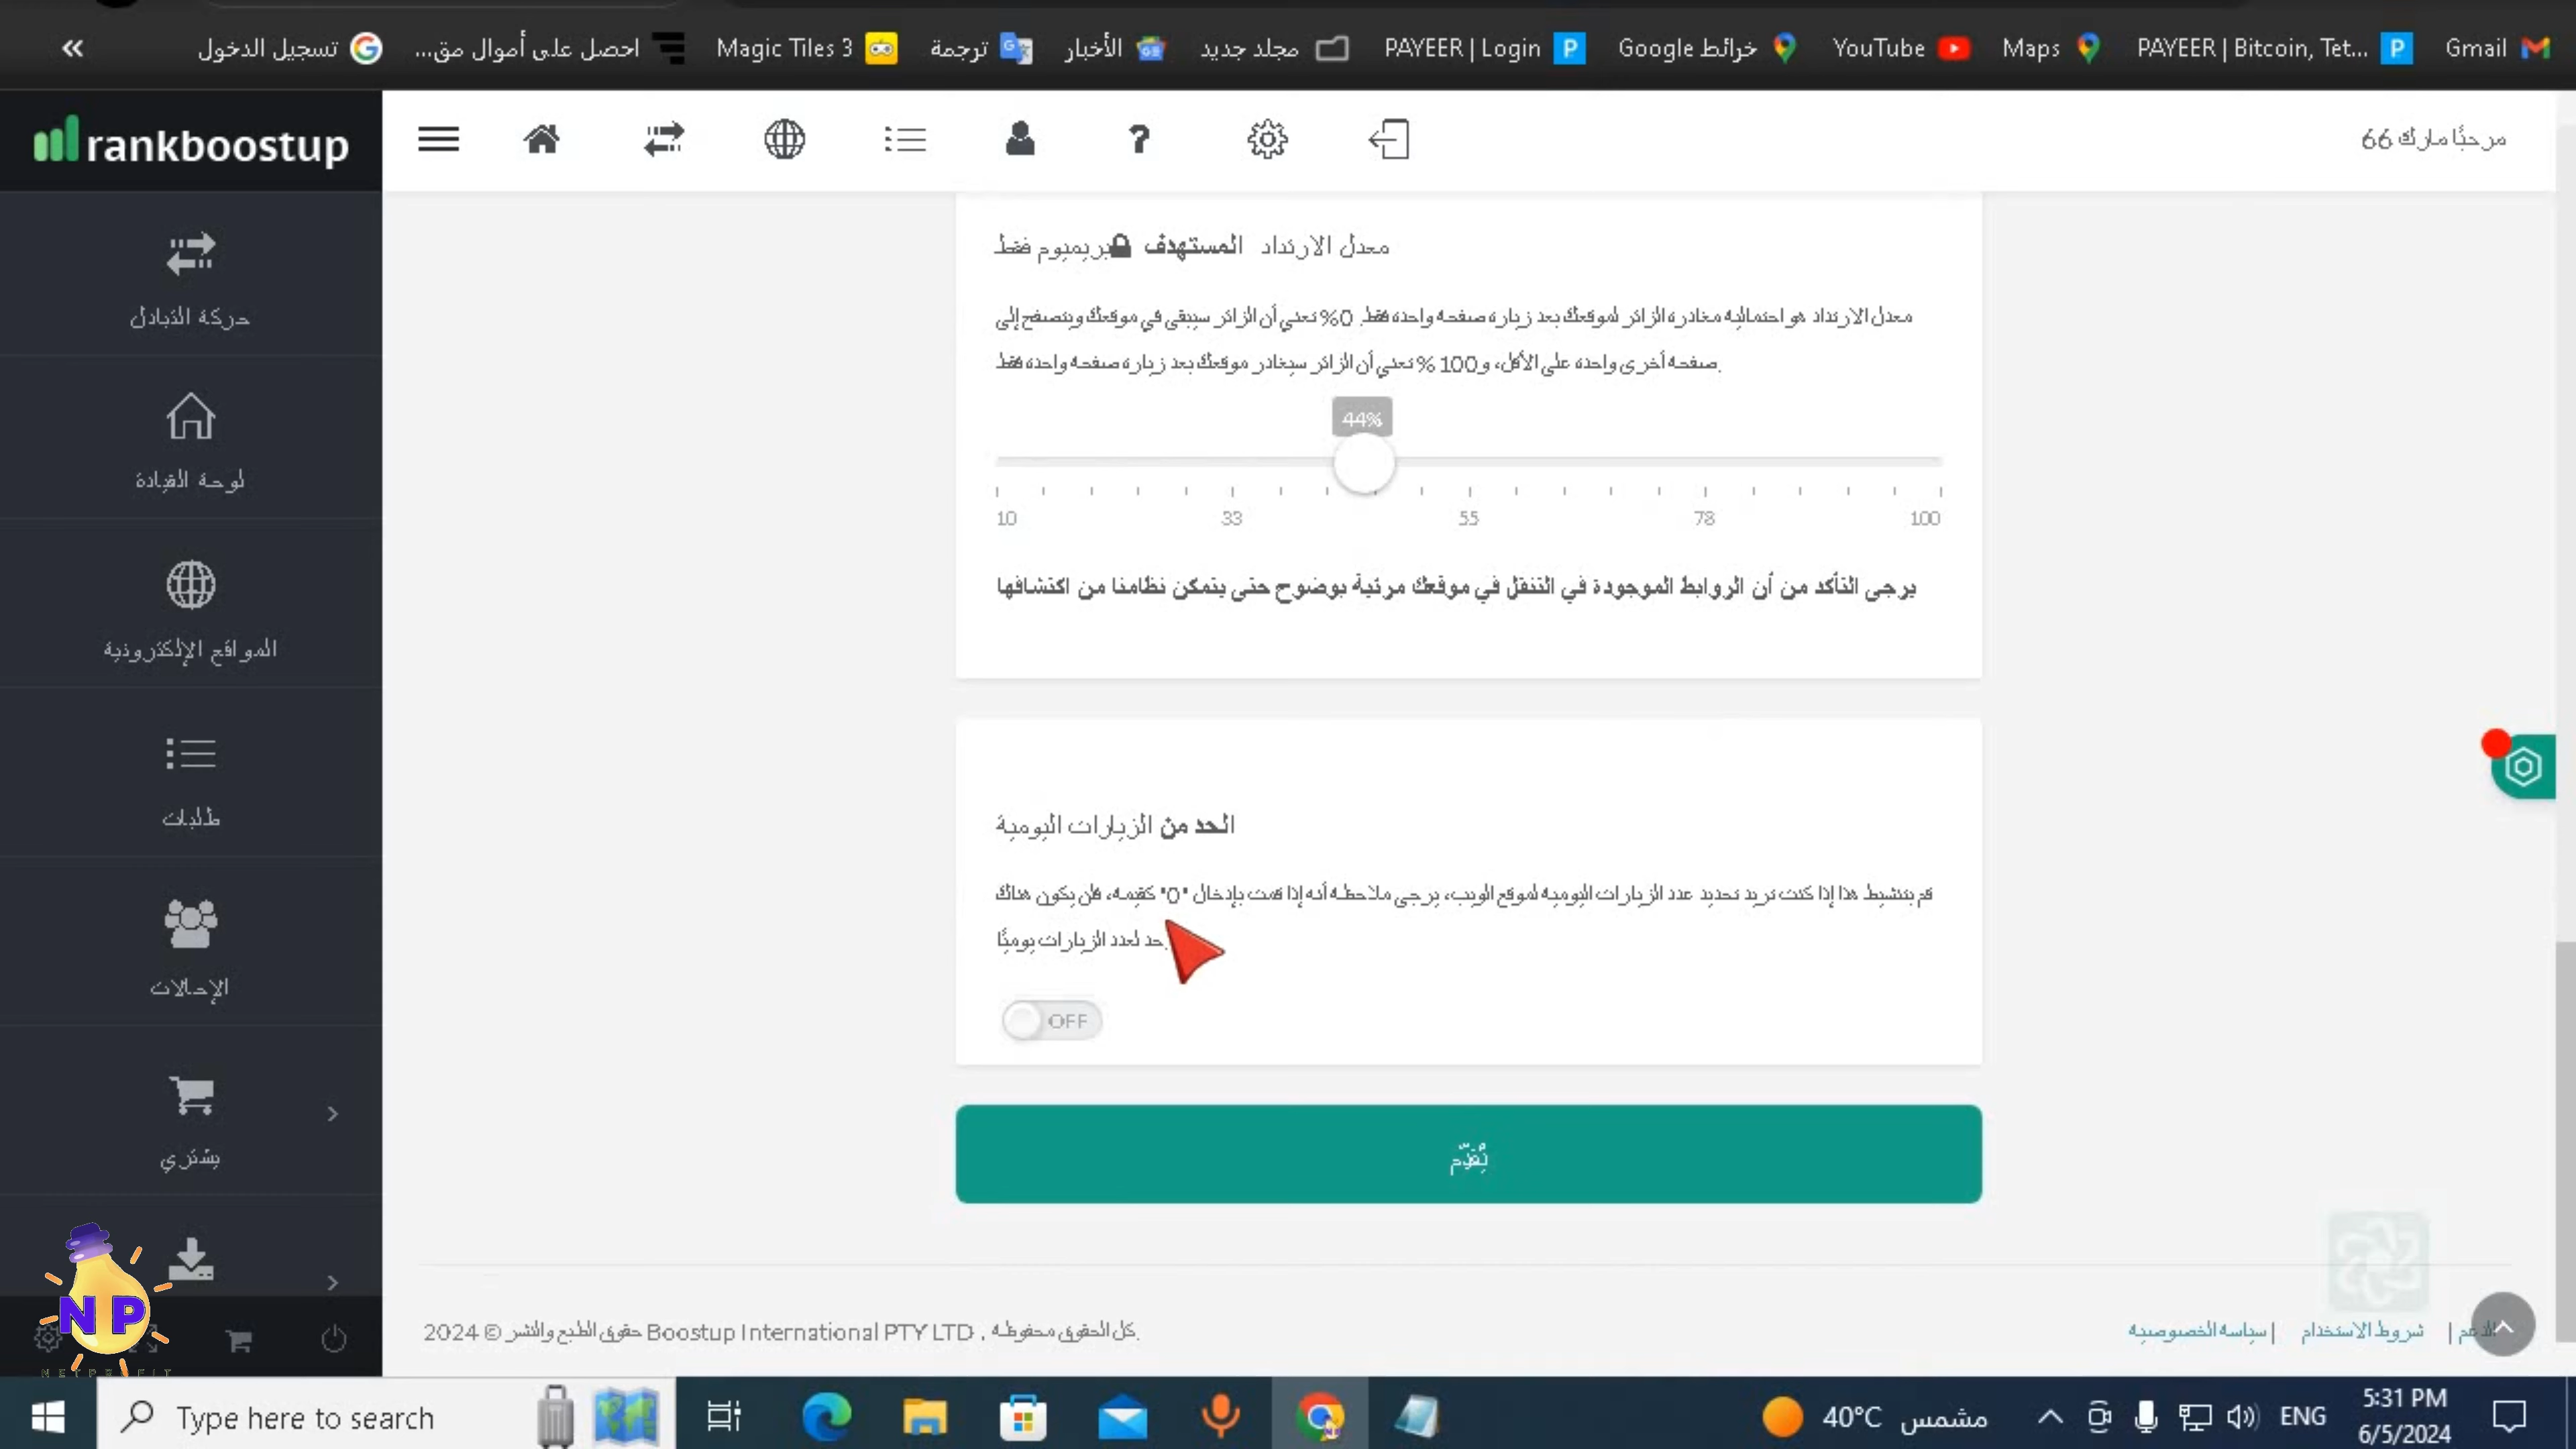 تسجيل الدخول
احصل على أموال مق...
Magic Tiles 3
ترجمة
الأخبار
مجلد جديد
PAYEER | Login
خرائط Google
YouTube
Maps
PAYEER | Bitcoin, Tet...
Gmail
rankboostup
مرحبًا مارك 66
حركة التبادل
لوحة القيادة
المواقع الإلكترونية
طلبات
الإحالات
يشتري
معدل الارتداد المستهدف بريميوم فقط
معدل الارتداد هو احتمالية مغادرة الزائر لموقعك بعد زيارة صفحة واحدة فقط. 0% تعني أن الزائر سيبقى في موقعك ويتصفح إلى
صفحة أخرى واحدة على الأقل، و100 % تعني أن الزائر سيغادر موقعك بعد زيارة صفحة واحدة فقط.
44%
10 33 55 78 100
يرجى التأكد من أن الروابط الموجودة في التنقل في موقعك مرئية بوضوح حتى يتمكن نظامنا من اكتشافها
الحد من الزيارات اليومية
قم بتنشيط هذا إذا كنت تريد تحديد عدد الزيارات اليومية لموقع الويب، يرجى ملاحظة أنه إذا قمت بإدخال "0" كقيمة، فلن يكون هناك
حد لعدد الزيارات يوميًا.
OFF
يُقدِّم
حقوق الطبع والنشر © 2024 Boostup International PTY LTD . كل الحقوق محفوظة.
| شروط الاستخدام | سياسة الخصوصية
NP
Type here to search
40°C مشمس
ENG
5:31 PM
6/5/2024